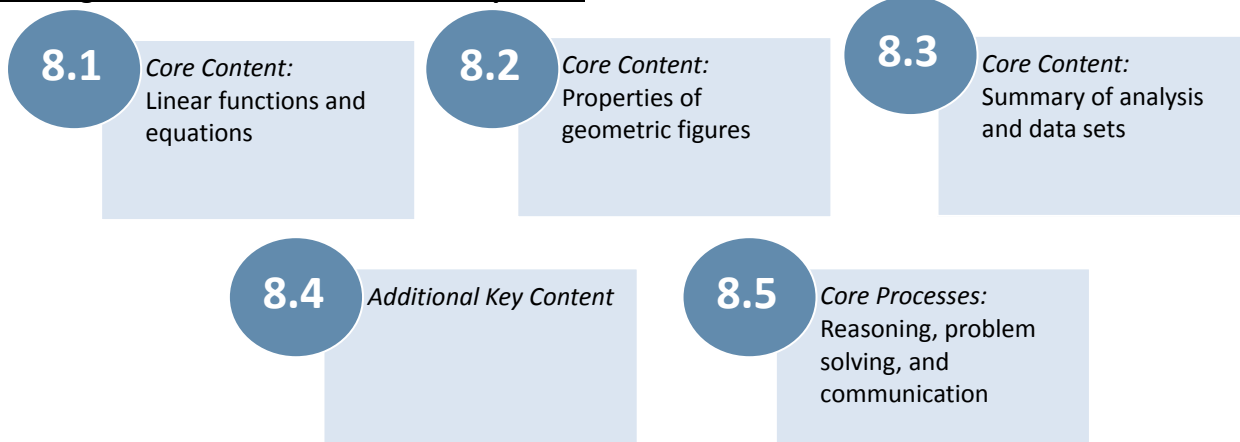 8.1
Core Content:
Linear functions and
equations
8.2
Core Content:
Properties of
geometric figures
8.3
Core Content:
Summary of analysis
and data sets
8.4
Additional Key Content
8.5
Core Processes:
Reasoning, problem
solving, and
communication